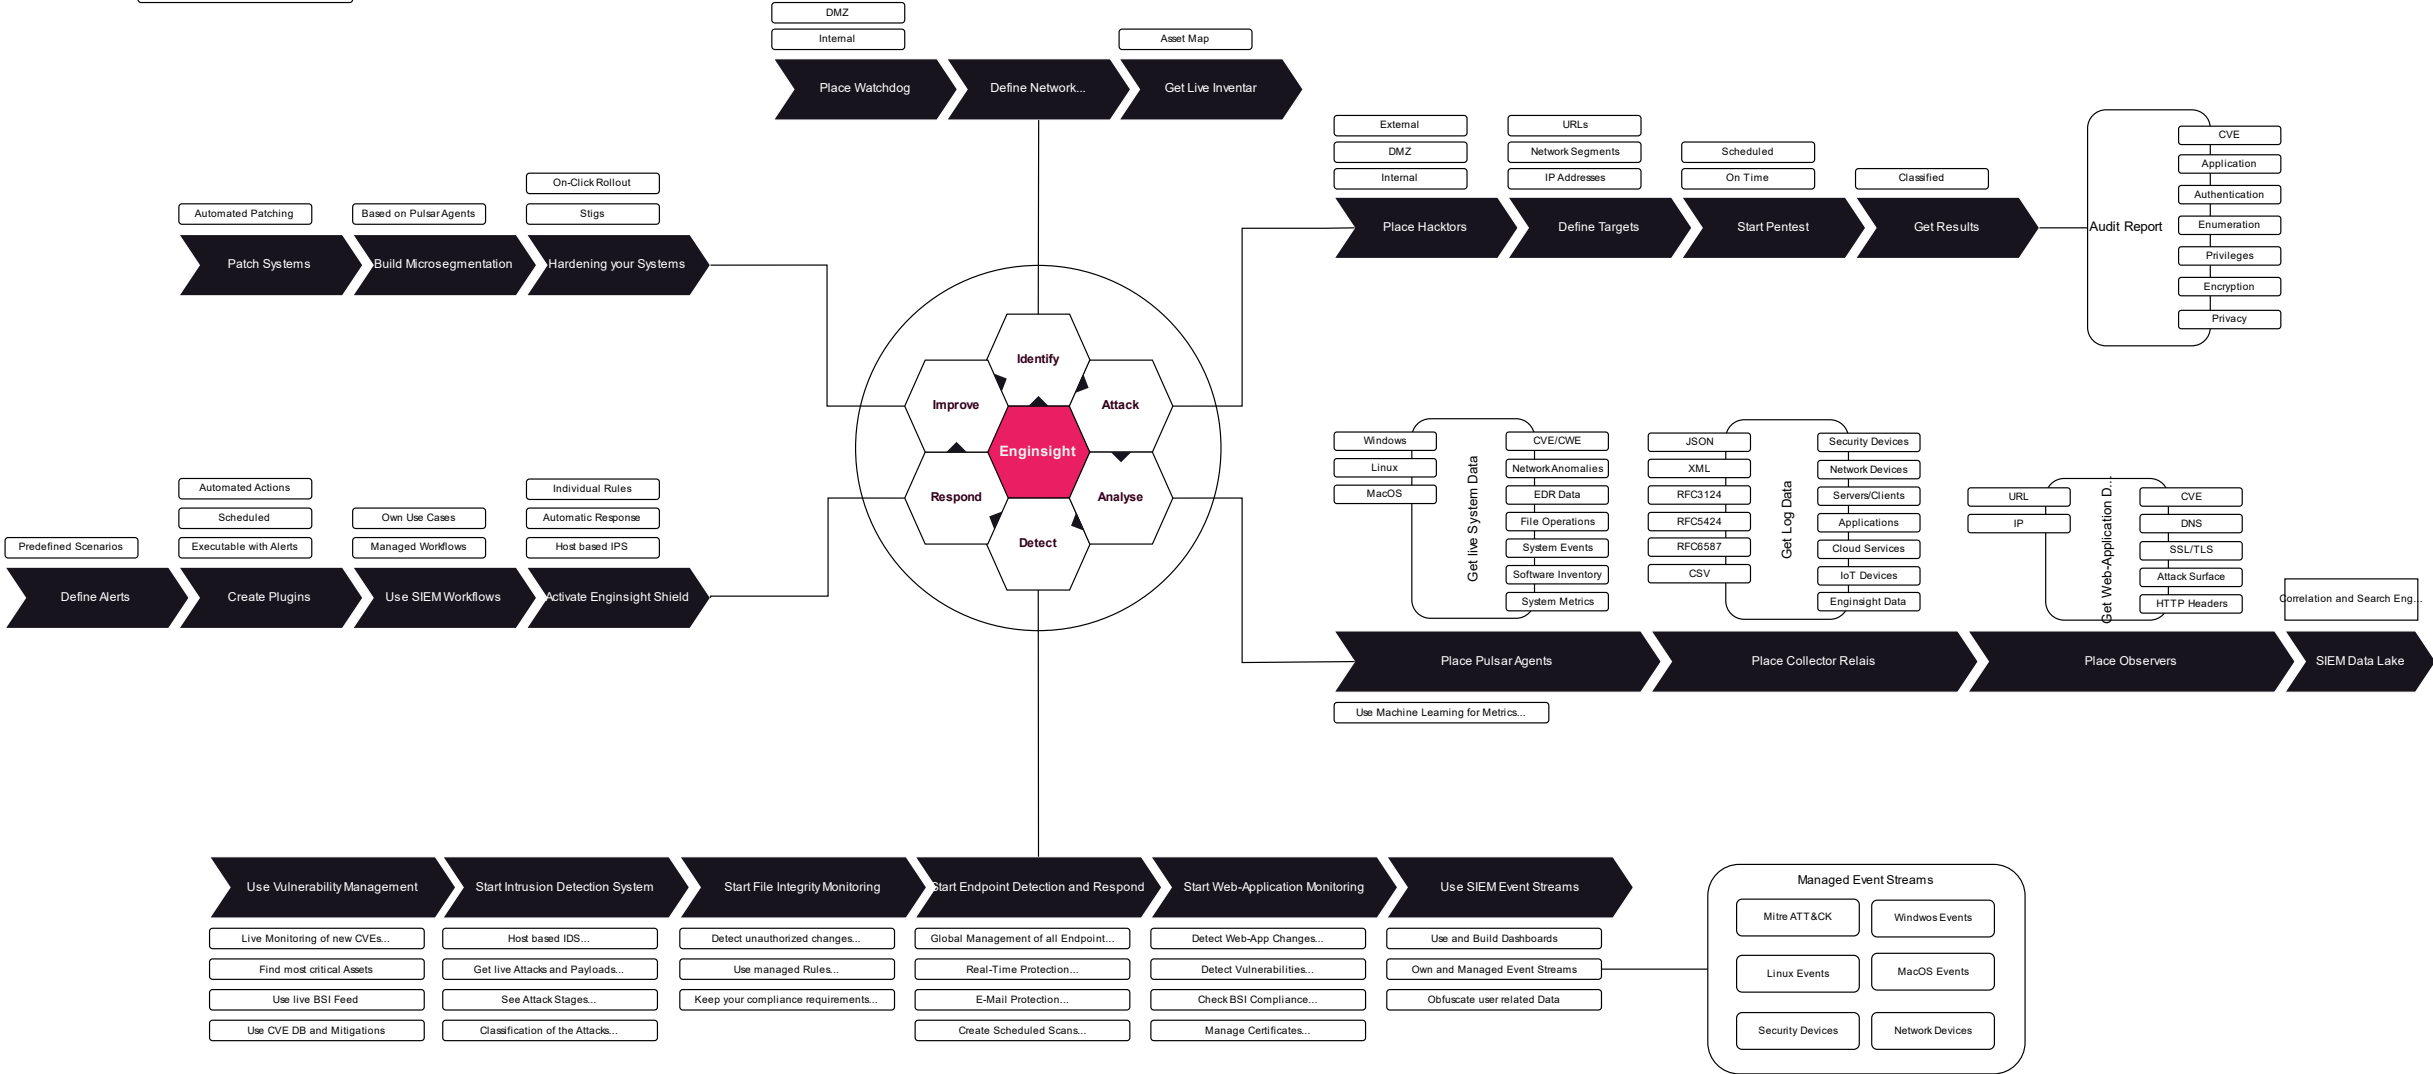 DMZ
Internal
Asset Map
Place Watchdog
Define Network...
Get Live Inventar
External
DMZ
Internal
URLs
Network Segments
IP Addresses
Scheduled
On Time
Classified
Place Hacktors
Define Targets
Start Pentest
Get Results
Audit Report
CVE
Application
Authentication
Enumeration
Privileges
Encryption
Privacy
Automated Patching
Based on Pulsar Agents
On-Click Rollout
Stigs
Patch Systems
Build Microsegmentation
Hardening your Systems
Identify
Improve
Attack
Enginsight
Respond
Analyse
Detect
Predefined Scenarios
Automated Actions
Scheduled
Executable with Alerts
Own Use Cases
Managed Workflows
Individual Rules
Automatic Response
Host based IPS
Define Alerts
Create Plugins
Use SIEM Workflows
Activate Enginsight Shield
Windows
Linux
MacOS
Get live System Data
CVE/CWE
Network Anomalies
EDR Data
File Operations
System Events
Software Inventory
System Metrics
JSON
XML
RFC3124
RFC5424
RFC6587
CSV
Get Log Data
Security Devices
Network Devices
Servers/Clients
Applications
Cloud Services
IoT Devices
Enginsight Data
URL
IP
Get Web-Application D...
CVE
DNS
SSL/TLS
Attack Surface
HTTP Headers
Correlation and Search Eng...
Place Pulsar Agents
Place Collector Relais
Place Observers
SIEM Data Lake
Use Machine Learning for Metrics...
Use Vulnerability Management
Start Intrusion Detection System
Start File Integrity Monitoring
Start Endpoint Detection and Respond
Start Web-Application Monitoring
Use SIEM Event Streams
Live Monitoring of new CVEs...
Find most critical Assets
Use live BSI Feed
Use CVE DB and Mitigations
Host based IDS...
Get live Attacks and Payloads...
See Attack Stages...
Classification of the Attacks...
Detect unauthorized changes...
Use managed Rules...
Keep your compliance requirements...
Global Management of all Endpoint...
Real-Time Protection...
E-Mail Protection...
Create Scheduled Scans...
Detect Web-App Changes...
Detect Vulnerabilities...
Check BSI Compliance...
Manage Certificates...
Use and Build Dashboards
Own and Managed Event Streams
Obfuscate user related Data
Managed Event Streams
Mitre ATT&CK
Windwos Events
Linux Events
MacOS Events
Security Devices
Network Devices